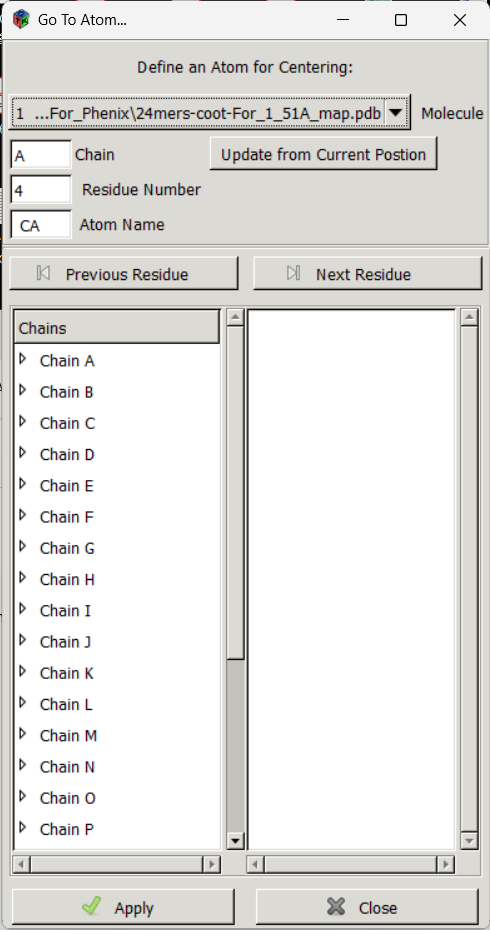 Go To Atom...
Define an Atom for Centering:
1 ...For_Phenix\24mers-coot-For_1_51A_map.pdb Molecule
A Chain Update from Current Postion
4 Residue Number
CA Atom Name
Previous Residue Next Residue
Chains
Chain A
Chain B
Chain C
Chain D
Chain E
Chain F
Chain G
Chain H
Chain I
Chain J
Chain K
Chain L
Chain M
Chain N
Chain O
Chain P
Apply Close